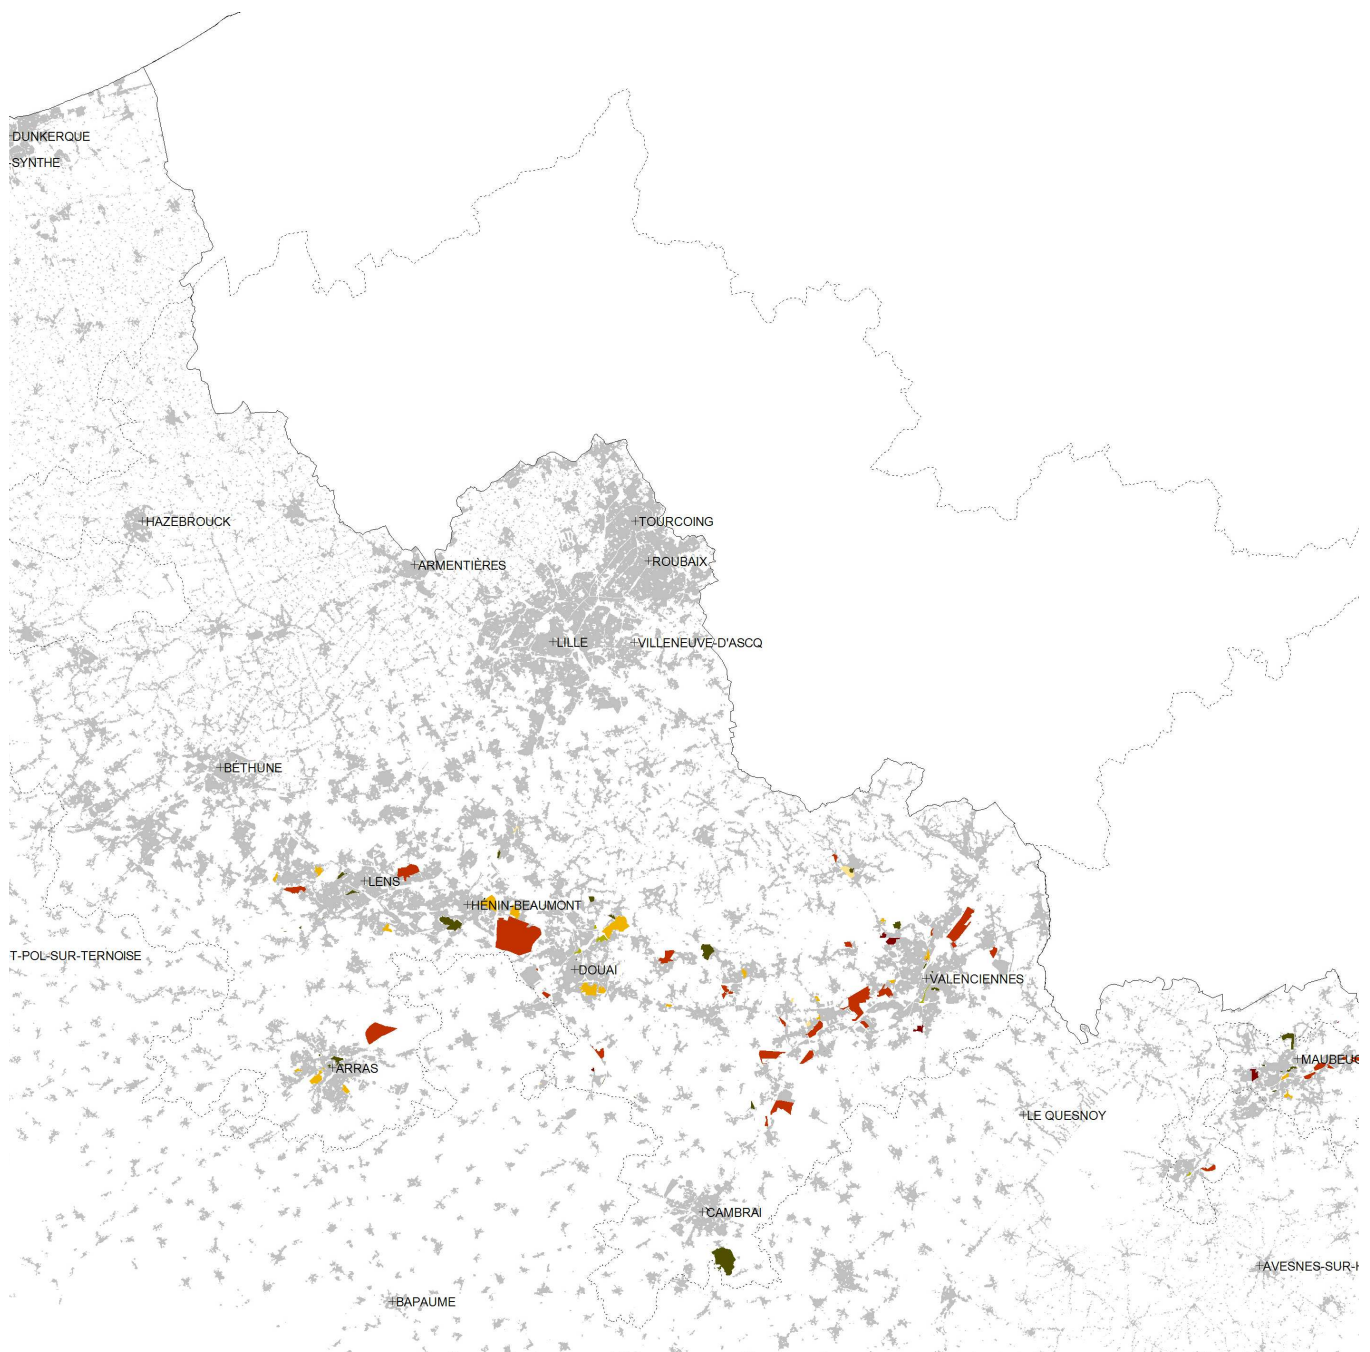 DUNKERQUE
-SYNTHE
HAZEBROUCK
TOURCOING
ROUBAIX
ARMENTIÈRES
LILLE
VILLENEUVE-D'ASCQ
BÉTHUNE
LENS
HÉNIN-BEAUMONT
T-POL-SUR-TERNOISE
DOUAI
VALENCIENNES
ARRAS
MAUBEUG
LE QUESNOY
CAMBRAI
AVESNES-SUR-H
BAPAUME